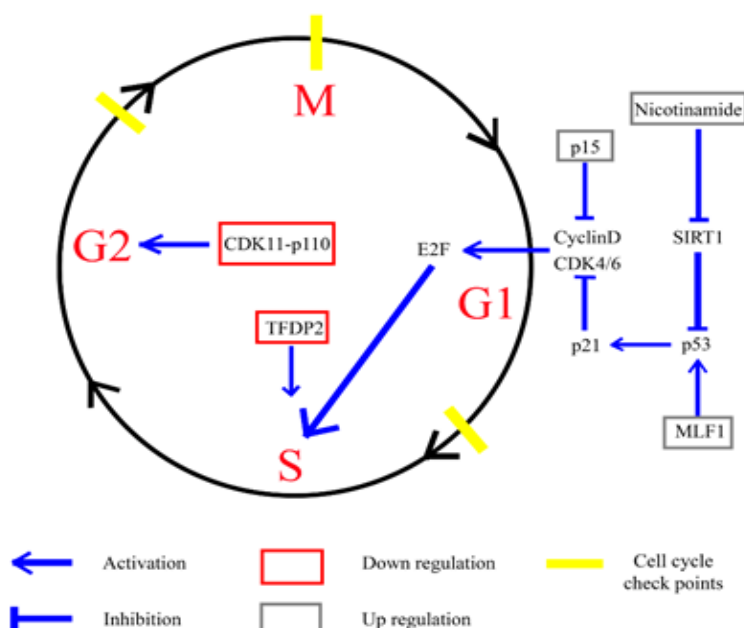 M
Nicotinamide
p15
G2
CDK11-p110
E2F
CyclinD
CDK4/6
SIRT1
G1
TFDP2
p21
p53
MLF1
S
Activation
Down regulation
Cell cycle
check points
Inhibition
Up regulation